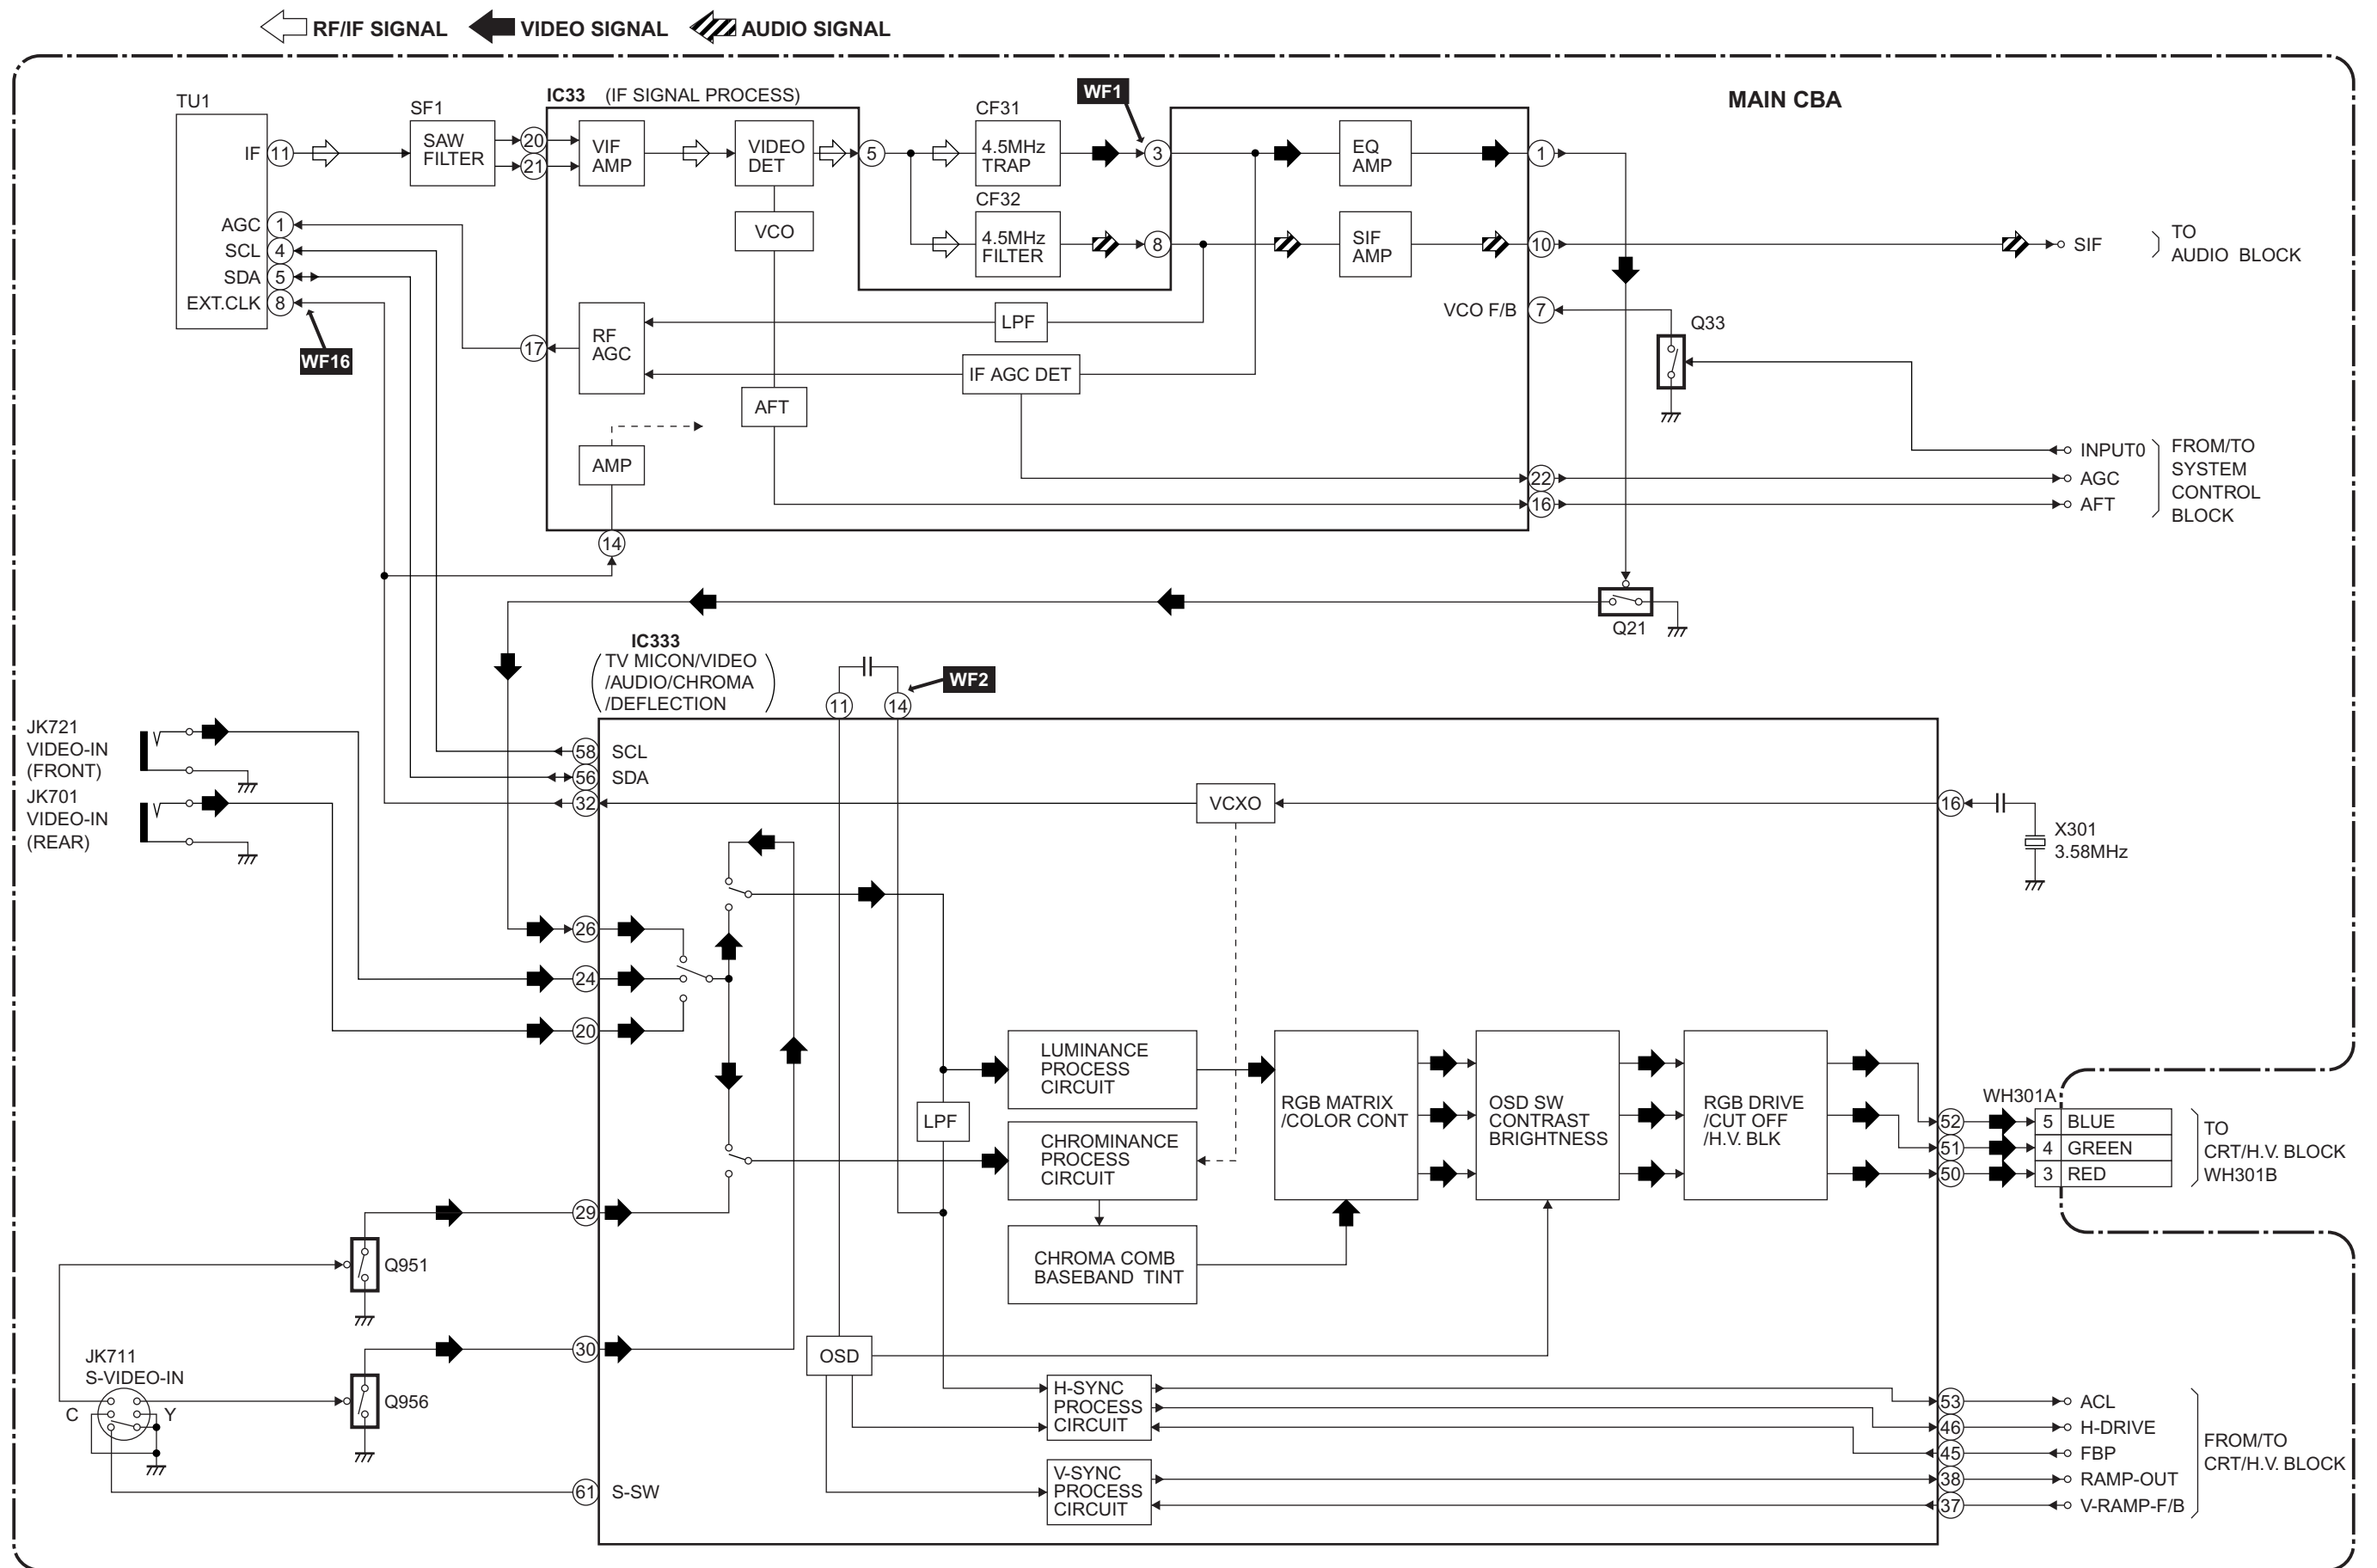 RF/IF SIGNAL VIDEO SIGNAL AUDIO SIGNAL
MAIN CBA
TU1
IF 11
AGC 1
SCL 4
SDA 5
EXT.CLK 8
WF16
SF1
SAW
FILTER
IC33 (IF SIGNAL PROCESS)
20
21
VIF
AMP
VIDEO
DET
VCO
5
CF31
4.5MHz
TRAP
CF32
4.5MHz
FILTER
WF1
3
8
EQ
AMP
SIF
AMP
1
10
SIF
TO
AUDIO BLOCK
LPF
RF
AGC
17
IF AGC DET
AFT
AMP
14
VCO F/B 7
Q33
22
16
INPUT0
AGC
AFT
FROM/TO
SYSTEM
CONTROL
BLOCK
Q21
IC333
TV MICON/VIDEO
/AUDIO/CHROMA
/DEFLECTION
11
14
WF2
JK721
VIDEO-IN
(FRONT)
JK701
VIDEO-IN
(REAR)
58 SCL
56 SDA
32
VCXO
16
X301
3.58MHz
26
24
20
LUMINANCE
PROCESS
CIRCUIT
LPF
CHROMINANCE
PROCESS
CIRCUIT
CHROMA COMB
BASEBAND TINT
RGB MATRIX
/COLOR CONT
OSD SW
CONTRAST
BRIGHTNESS
RGB DRIVE
/CUT OFF
/H.V. BLK
WH301A
52 5 BLUE
51 4 GREEN
50 3 RED
TO
CRT/H.V. BLOCK
WH301B
29
Q951
30
Q956
JK711
S-VIDEO-IN
C Y
61 S-SW
OSD
H-SYNC
PROCESS
CIRCUIT
V-SYNC
PROCESS
CIRCUIT
53 ACL
46 H-DRIVE
45 FBP
38 RAMP-OUT
37 V-RAMP-F/B
FROM/TO
CRT/H.V. BLOCK